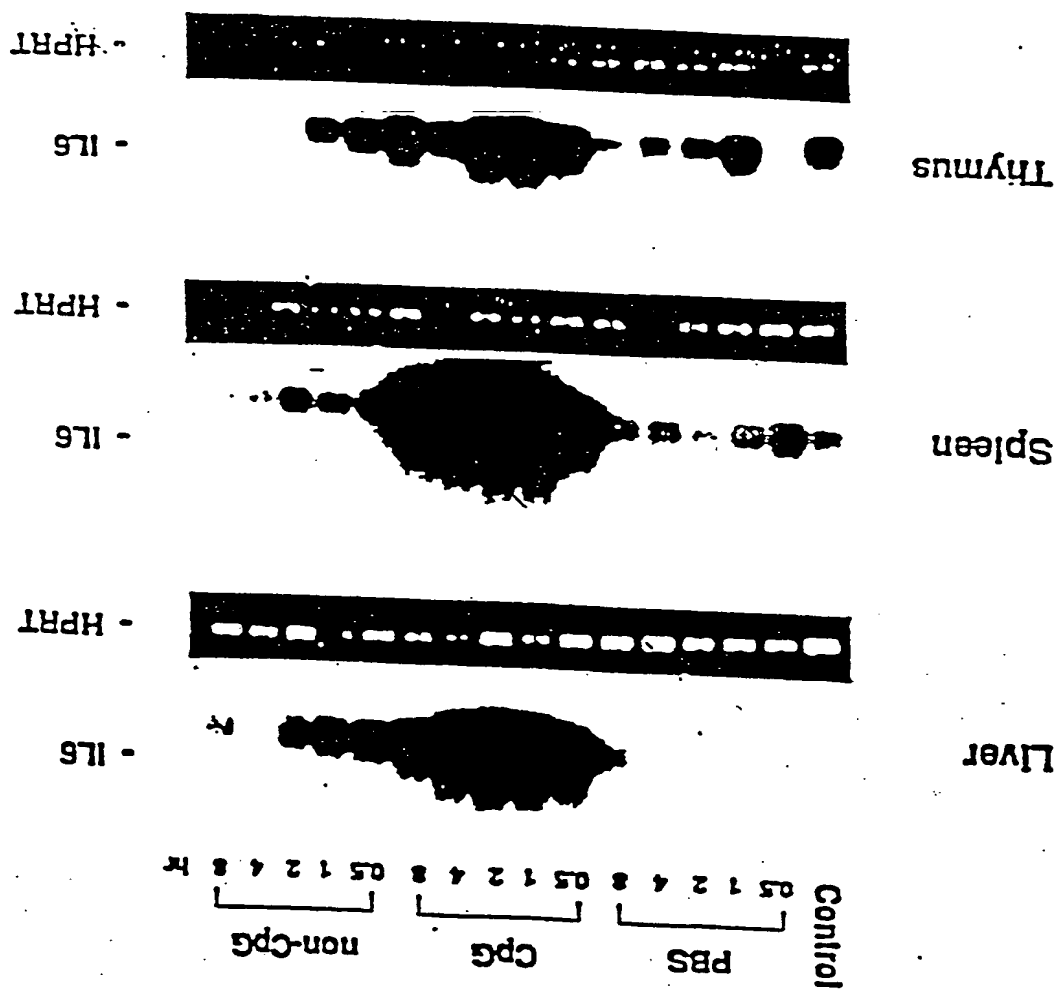 Control
PBS CpG non-CpG
0.5 1 2 4 8 0.5 1 2 4 8 0.5 1 2 4 8 hr
Liver - IL6
- HPRT
Spleen - IL6
- HPRT
Thymus - IL6
- HPRT